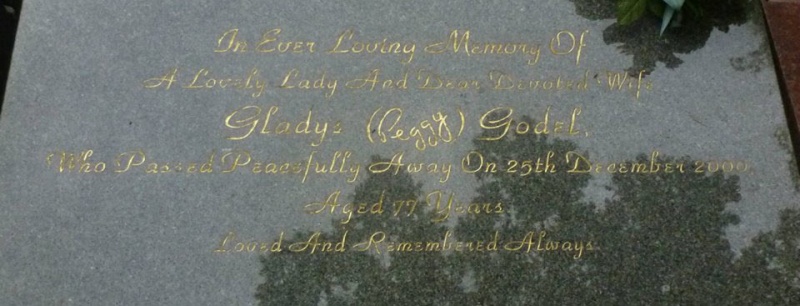 In Ever Loving Memory Of
A Lovely Lady And Dear Devoted Wife
Gladys (Peggy) Godel.
Who Passed Peacefully Away On 25th December 2000
Aged 77 Years
Loved And Remembered Always